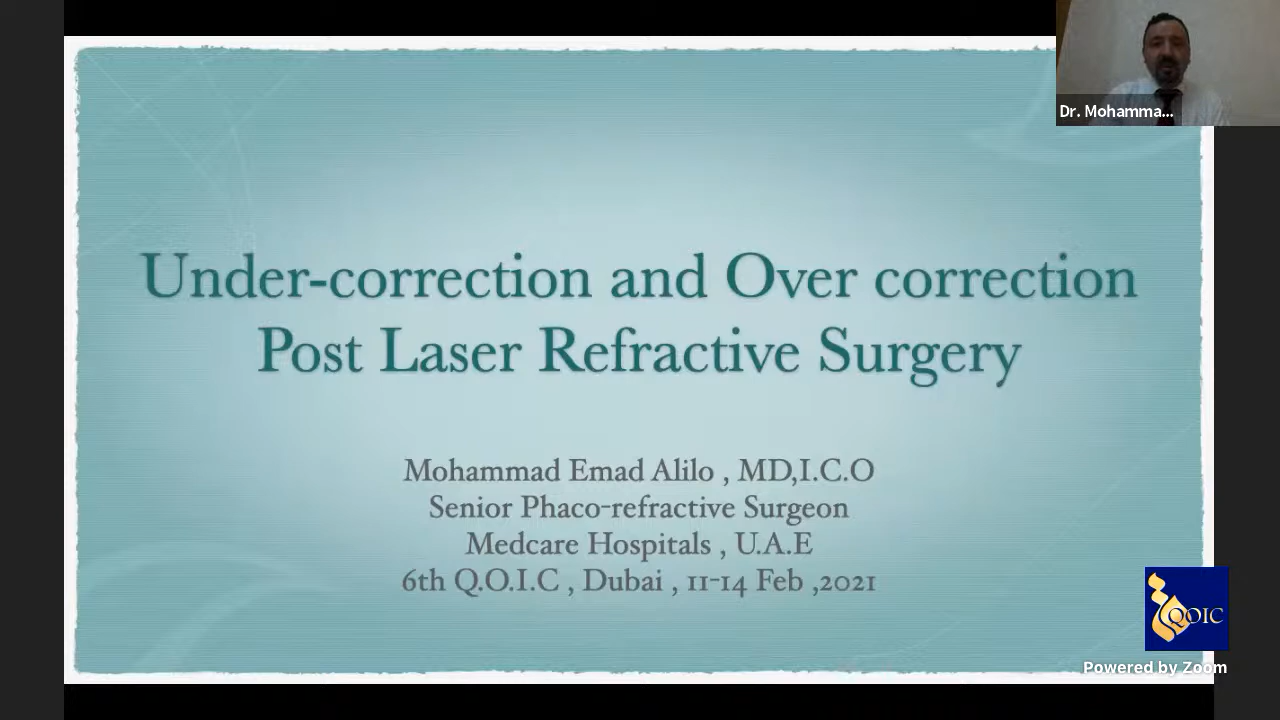 Dr. Mohamma...
Under-correction and Over correction
Post Laser Refractive Surgery
Mohammad Emad Alilo , MD,I.C.O
Senior Phaco-refractive Surgeon
Medcare Hospitals , U.A.E
6th Q.O.I.C , Dubai , 11-14 Feb ,2021
QOIC
Powered by Zoom